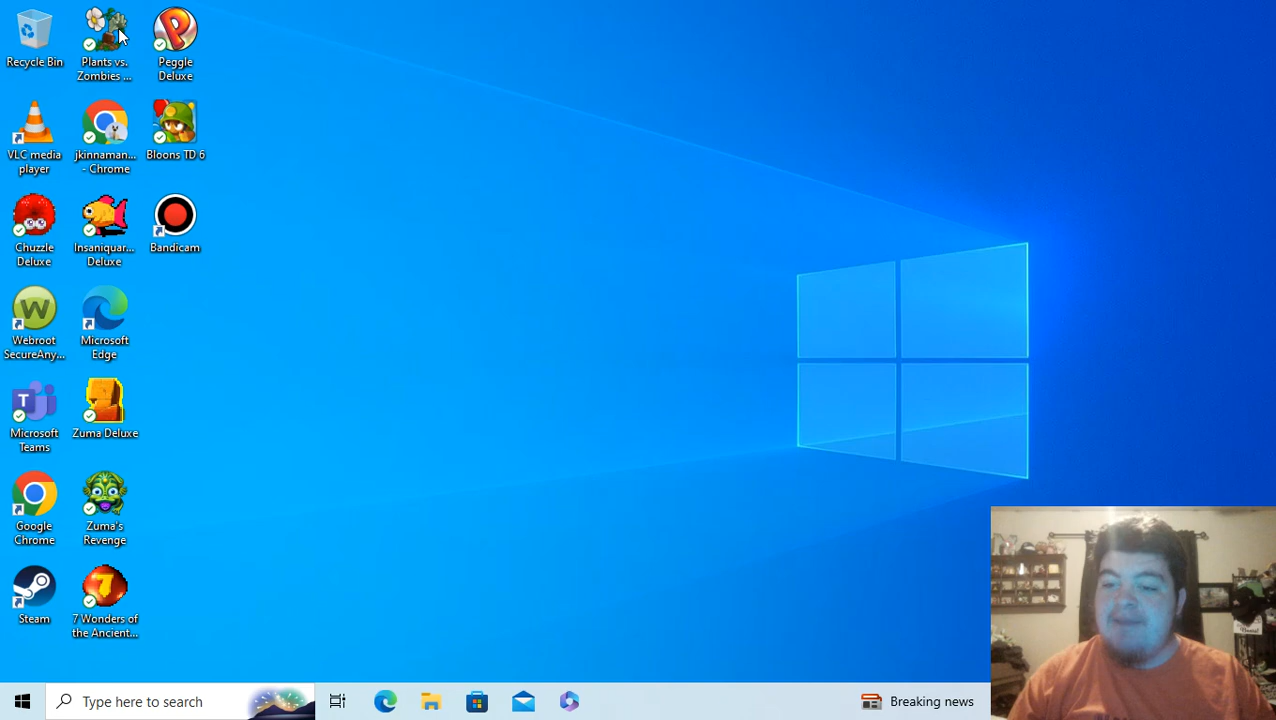 Recycle Bin
Plants vs.
Zombies ...
Peggle
Deluxe
VLC media
player
jkinnaman...
- Chrome
Bloons TD 6
Chuzzle
Deluxe
Insaniquar...
Deluxe
Bandicam
Webroot
SecureAny...
Microsoft
Edge
Microsoft
Teams
Zuma Deluxe
Google
Chrome
Zuma's
Revenge
Steam
7 Wonders of
the Ancient...
Type here to search
Breaking news